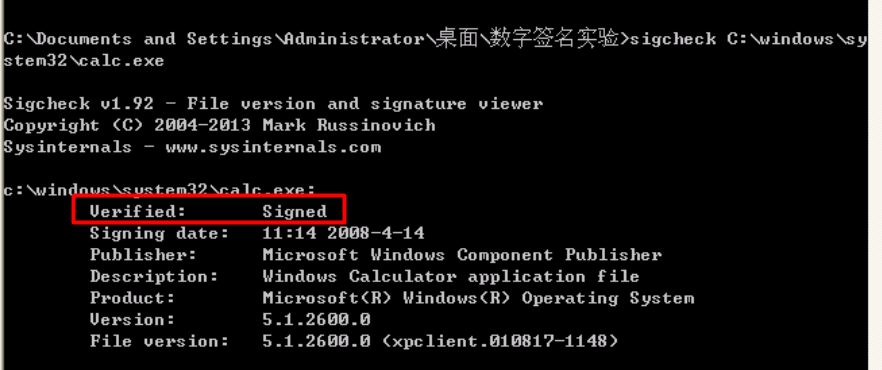 C:\Documents and Settings\Administrator\桌面\数字签名实验>sigcheck C:\windows\sy
stem32\calc.exe
Sigcheck v1.92 - File version and signature viewer
Copyright (C) 2004-2013 Mark Russinovich
Sysinternals - www.sysinternals.com
c:\windows\system32\calc.exe:
Verified: Signed
Signing date: 11:14 2008-4-14
Publisher: Microsoft Windows Component Publisher
Description: Windows Calculator application file
Product: Microsoft(R) Windows(R) Operating System
Version: 5.1.2600.0
File version: 5.1.2600.0 (xpclient.010817-1148)